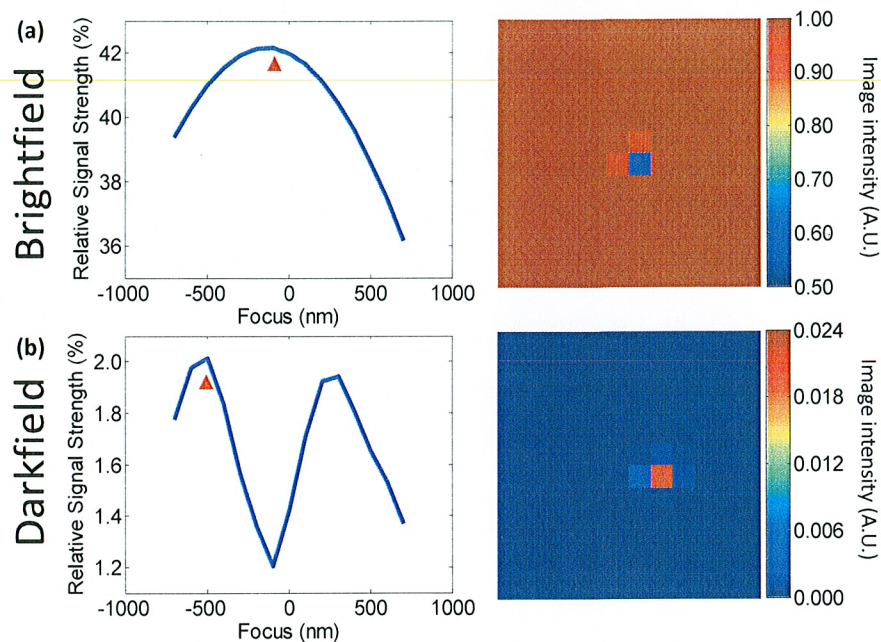 (a)
Brightfield
Relative Signal Strength (%)
42
40
38
36
35
-1000 -500 0 500 1000
Focus (nm)
1.00
0.90
0.80
0.70
0.60
0.50
Image intensity (A.U.)
(b)
Darkfield
Relative Signal Strength (%)
2.0
1.8
1.6
1.4
1.2
-1000 -500 0 500 1000
Focus (nm)
0.024
0.018
0.012
0.006
0.000
Image intensity (A.U.)